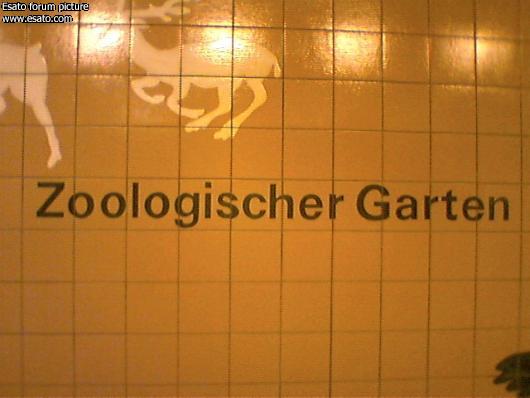 Esato forum picture
www.esato.com
Zoologischer Garten